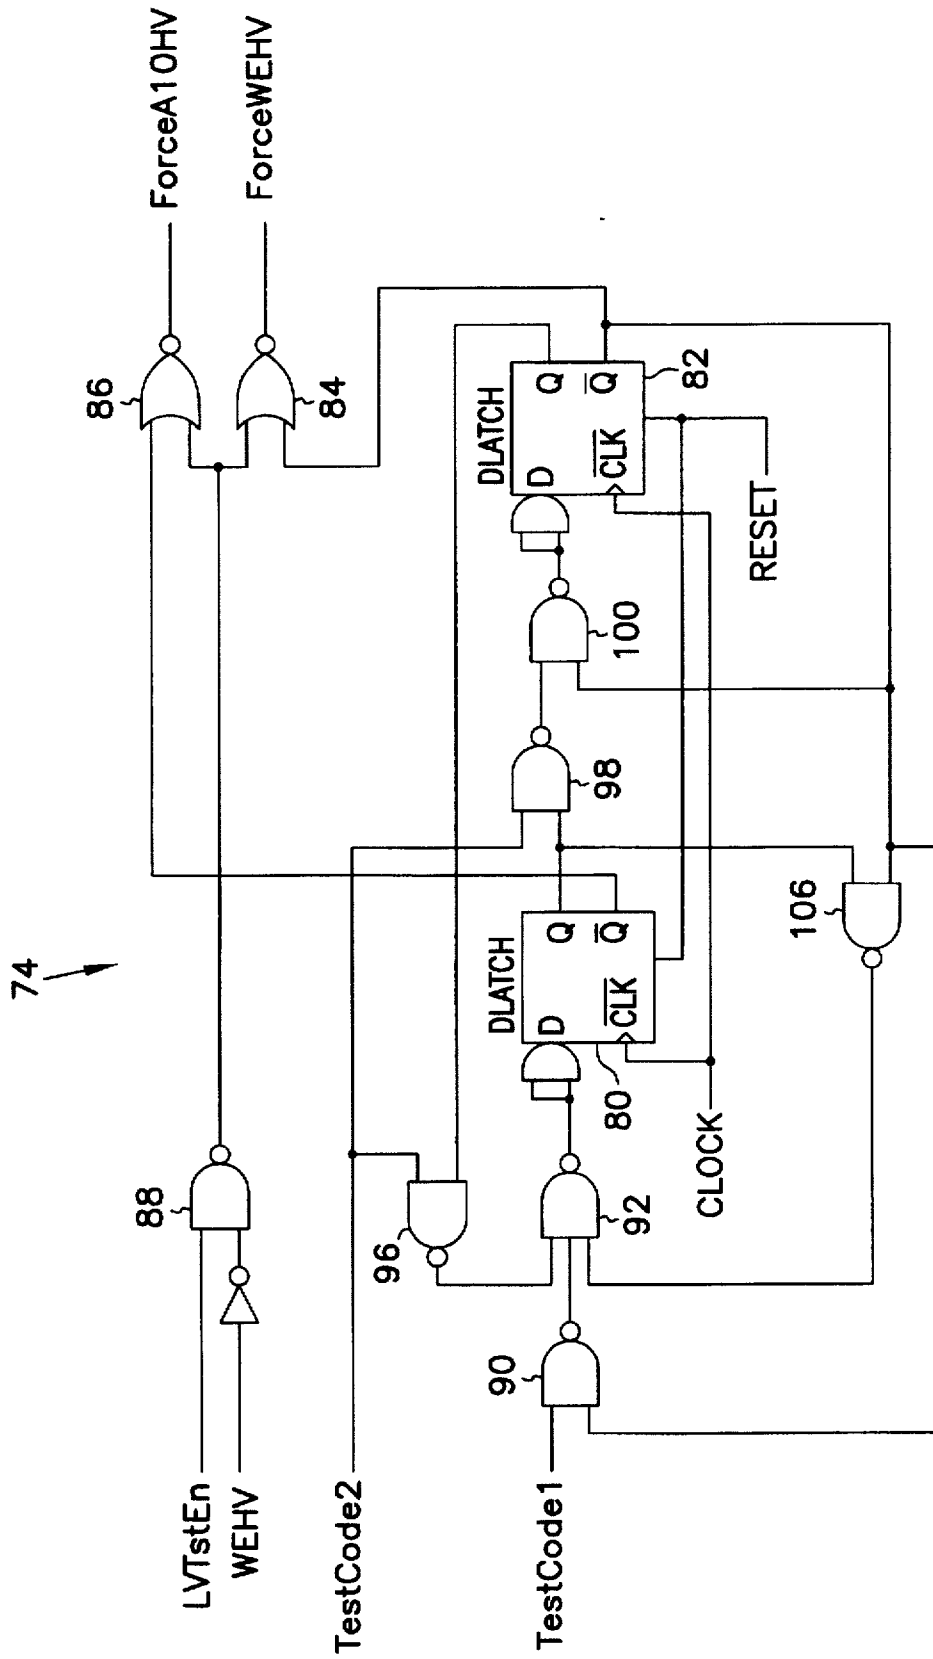 74
ForceA10HV
ForceWEHV
86
84
88
LVTstEn
WEHV
TestCode2
TestCode1
96
90
92
DLATCH
D
Q
Q
CLK
80
98
100
DLATCH
D
Q
Q
CLK
82
106
CLOCK
RESET